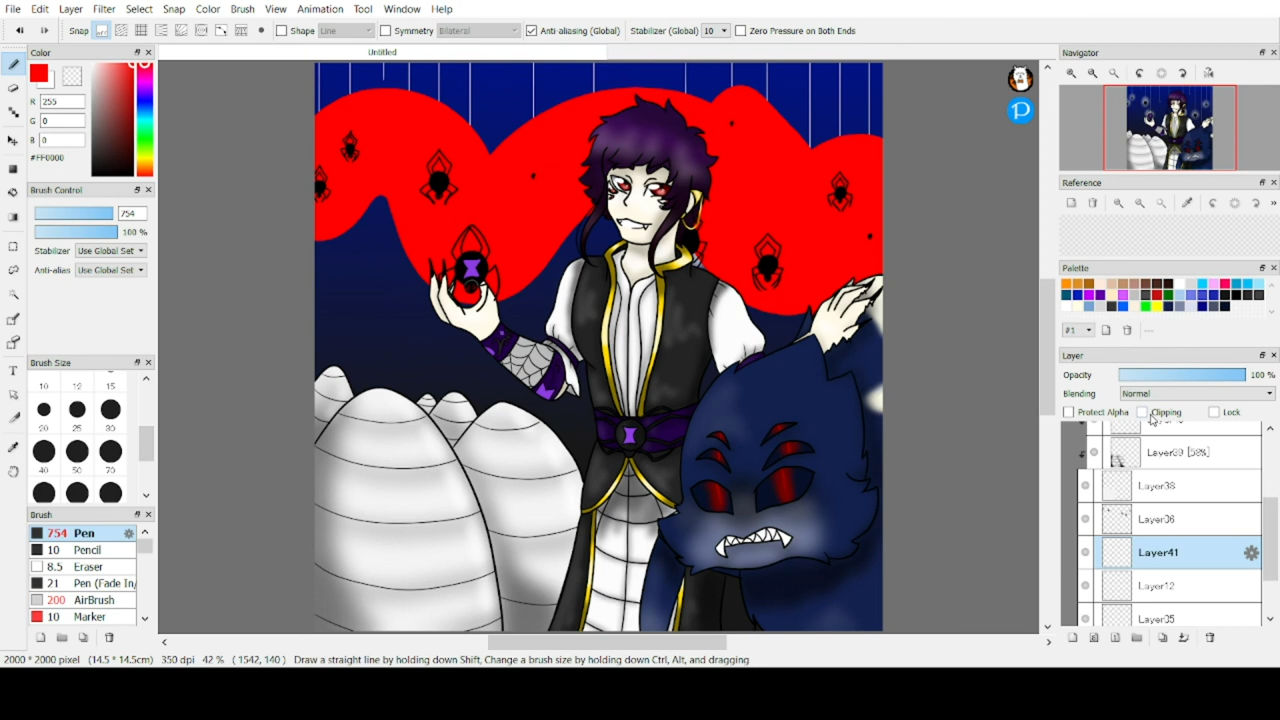 File Edit Layer Filter Select Snap Color Brush View Animation Tool Window Help
Snap Shape Line Symmetry Bilateral Anti-aliasing (Global) Stabilizer (Global) 10 Zero Pressure on Both Ends
Untitled
Color
R 255
G 0
B 0
#FF0000
Brush Control
754
100 %
Stabilizer Use Global Set
Anti-alias Use Global Set
Brush Size
10 12 15
20 25 30
40 50 70
Brush
754 Pen
10 Pencil
8.5 Eraser
21 Pen (Fade In/
200 AirBrush
10 Marker
Navigator
Reference
Palette
#1
Layer
Opacity 100 %
Blending Normal
Protect Alpha Clipping Lock
Layer38
Layer36
Layer41
Layer12
Layer35
2000 * 2000 pixel (14.5 * 14.5cm) 350 dpi 42 % ( 1542, 140 ) Draw a straight line by holding down Shift, Change a brush size by holding down Ctrl, Alt, and dragging